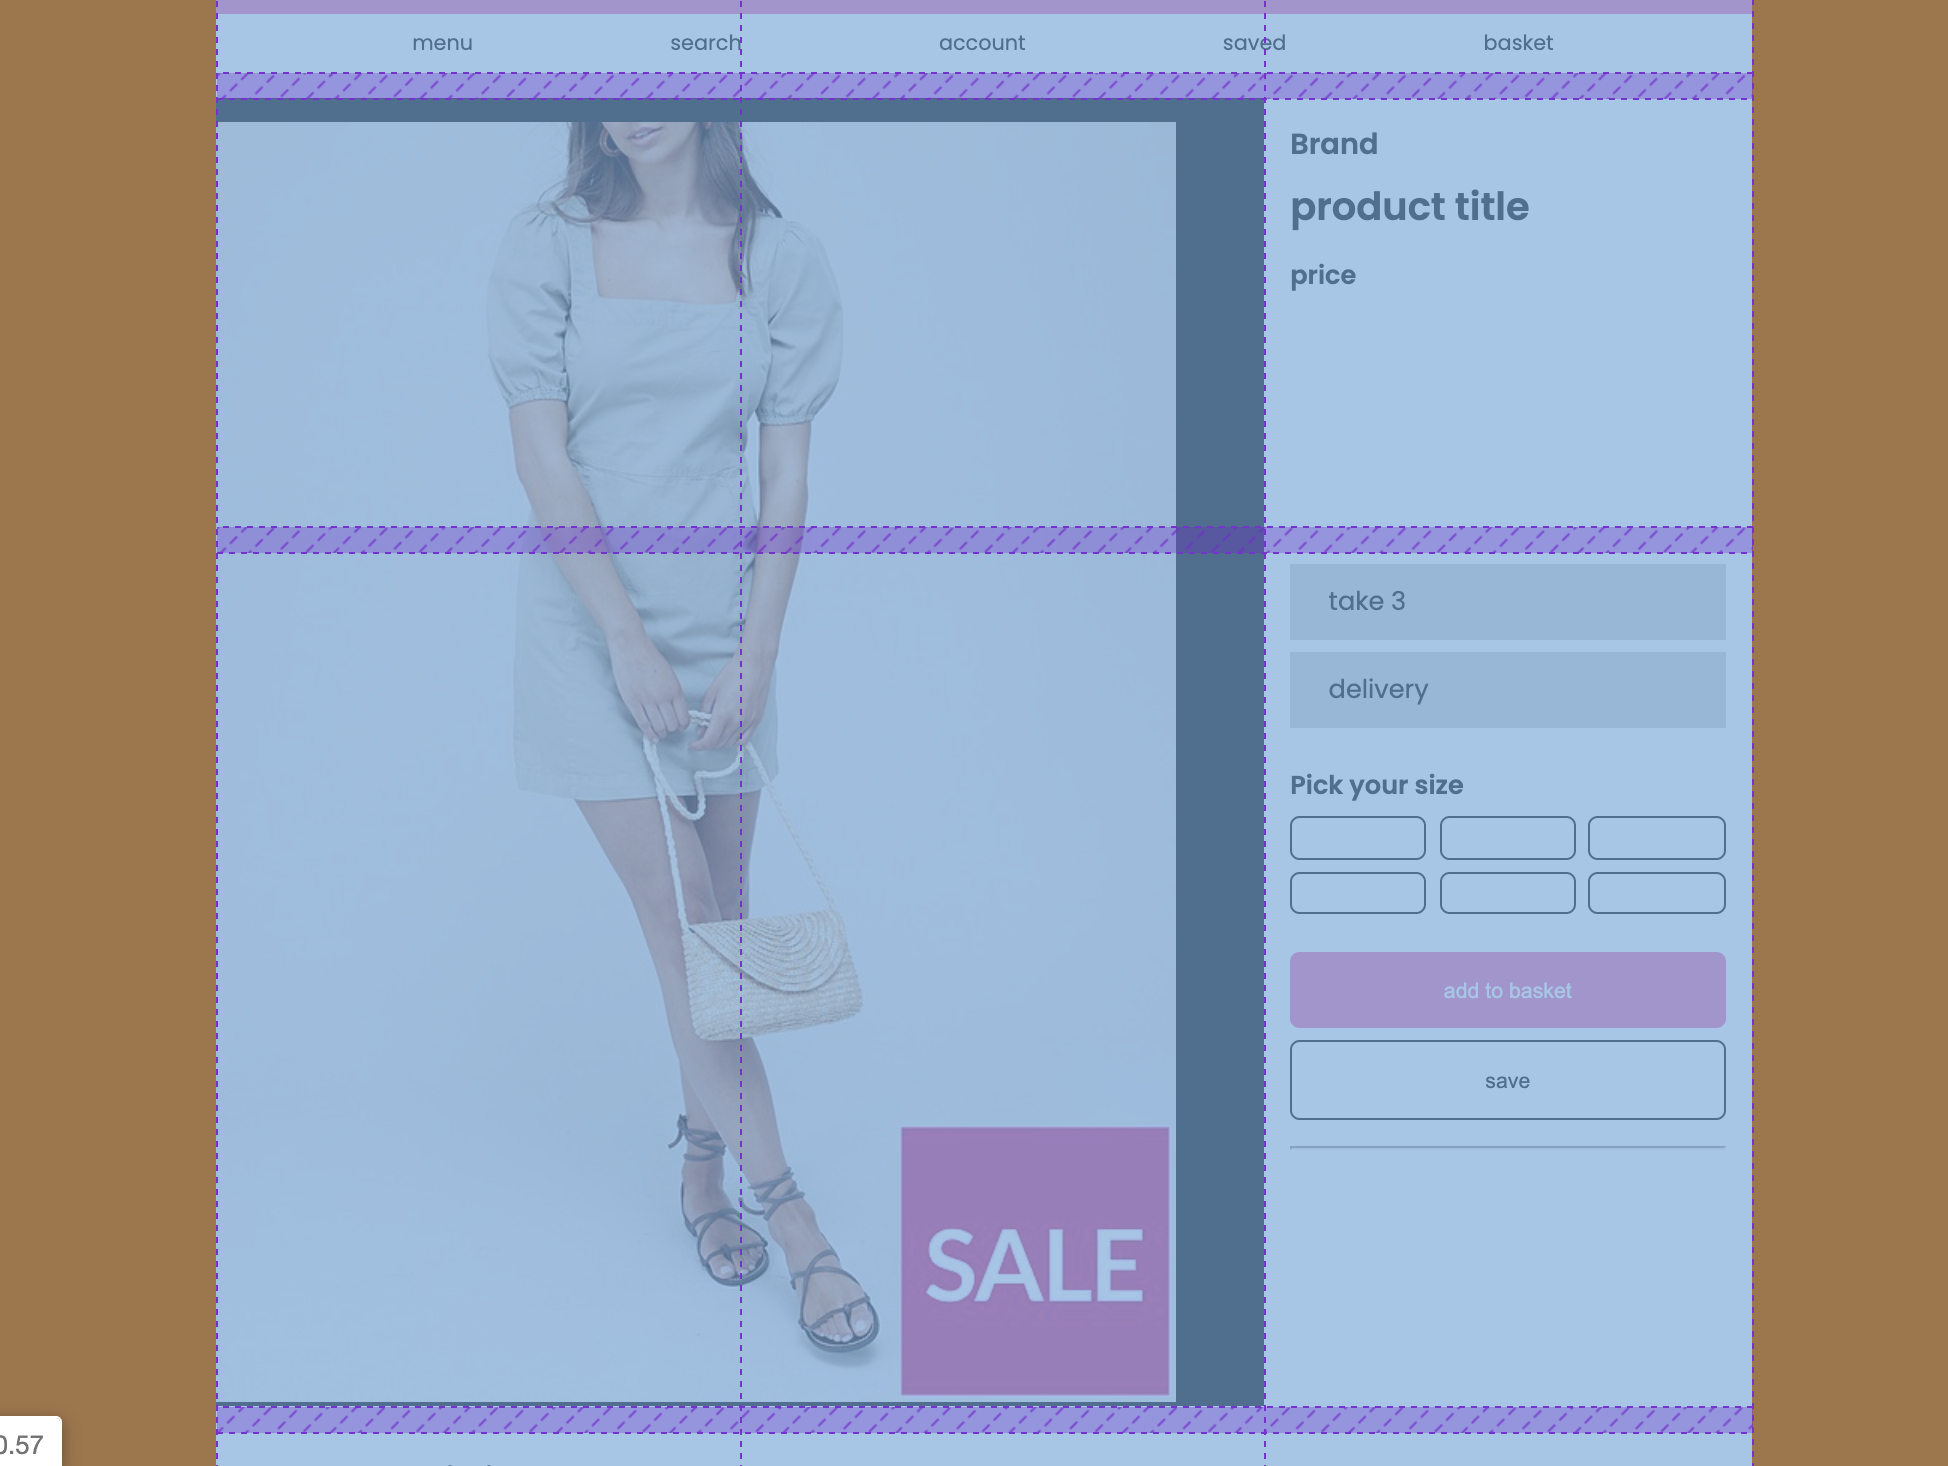 menu search account saved basket
Brand
product title
price
take 3
delivery
Pick your size
add to basket
save
SALE
0.57